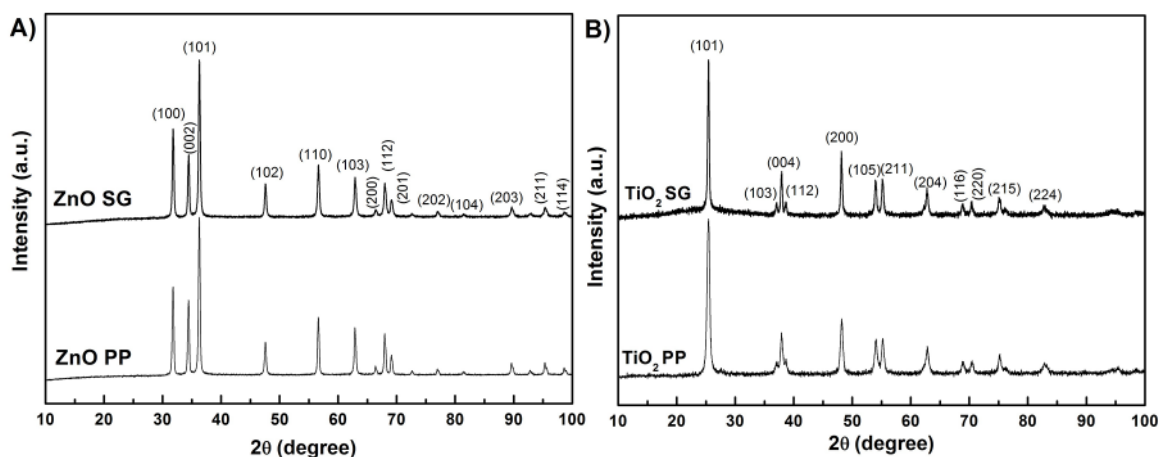 A)
(101)
(100)
(002)
(102)
(110)
(103)
(200)
(112)
(201)
(202)
(104)
(203)
(211)
(114)
ZnO SG
ZnO PP
Intensity (a.u.)
10 20 30 40 50 60 70 80 90 100
2θ (degree)
B)
(101)
(103)
(004)
(112)
(200)
(105)
(211)
(204)
(116)
(220)
(215)
(224)
TiO₂ SG
TiO₂ PP
Intensity (a.u.)
10 20 30 40 50 60 70 80 90 100
2θ (degree)